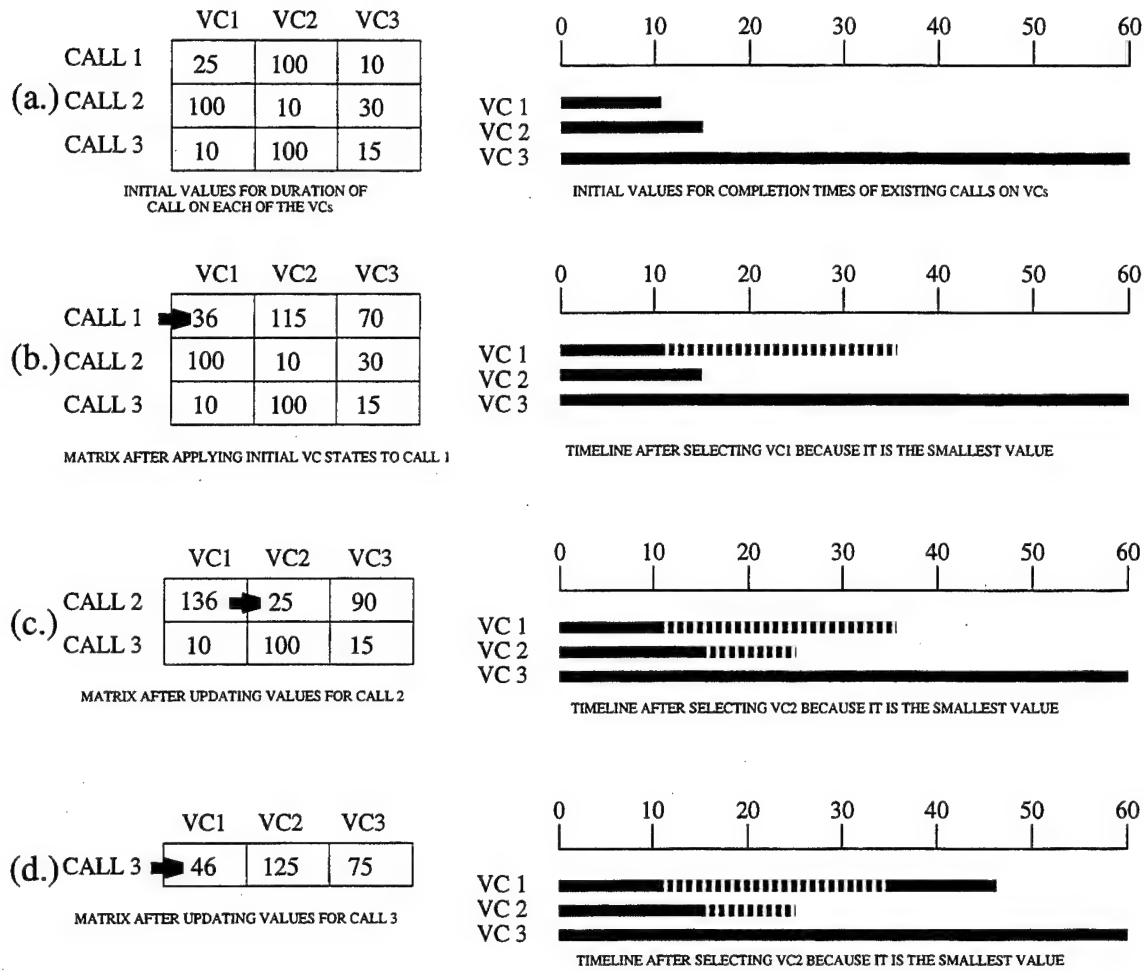 VC1 VC2 VC3
CALL 1 25 100 10
(a.) CALL 2 100 10 30
CALL 3 10 100 15
INITIAL VALUES FOR DURATION OF
CALL ON EACH OF THE VCs
0 10 20 30 40 50 60
VC 1
VC 2
VC 3
INITIAL VALUES FOR COMPLETION TIMES OF EXISTING CALLS ON VCs
VC1 VC2 VC3
CALL 1 36 115 70
(b.) CALL 2 100 10 30
CALL 3 10 100 15
MATRIX AFTER APPLYING INITIAL VC STATES TO CALL 1
0 10 20 30 40 50 60
VC 1
VC 2
VC 3
TIMELINE AFTER SELECTING VC1 BECAUSE IT IS THE SMALLEST VALUE
VC1 VC2 VC3
(c.) CALL 2 136 25 90
CALL 3 10 100 15
MATRIX AFTER UPDATING VALUES FOR CALL 2
0 10 20 30 40 50 60
VC 1
VC 2
VC 3
TIMELINE AFTER SELECTING VC2 BECAUSE IT IS THE SMALLEST VALUE
VC1 VC2 VC3
(d.) CALL 3 46 125 75
MATRIX AFTER UPDATING VALUES FOR CALL 3
0 10 20 30 40 50 60
VC 1
VC 2
VC 3
TIMELINE AFTER SELECTING VC2 BECAUSE IT IS THE SMALLEST VALUE